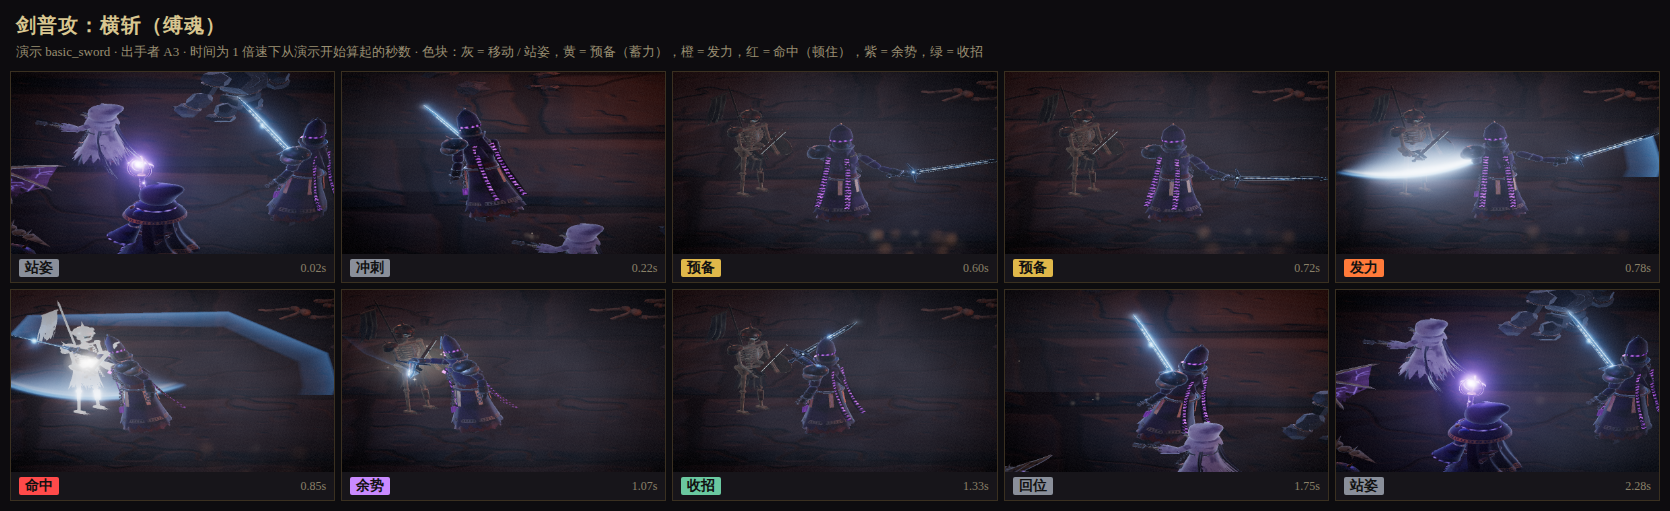 剑普攻：横斩（缚魂）
演示 basic_sword · 出手者 A3 · 时间为 1 倍速下从演示开始算起的秒数 · 色块：灰 = 移动 / 站姿，黄 = 预备（蓄力），橙 = 发力，红 = 命中（顿住），紫 = 余势，绿 = 收招
站姿 0.02s
冲刺 0.22s
预备 0.60s
预备 0.72s
发力 0.78s
命中 0.85s
余势 1.07s
收招 1.33s
回位 1.75s
站姿 2.28s